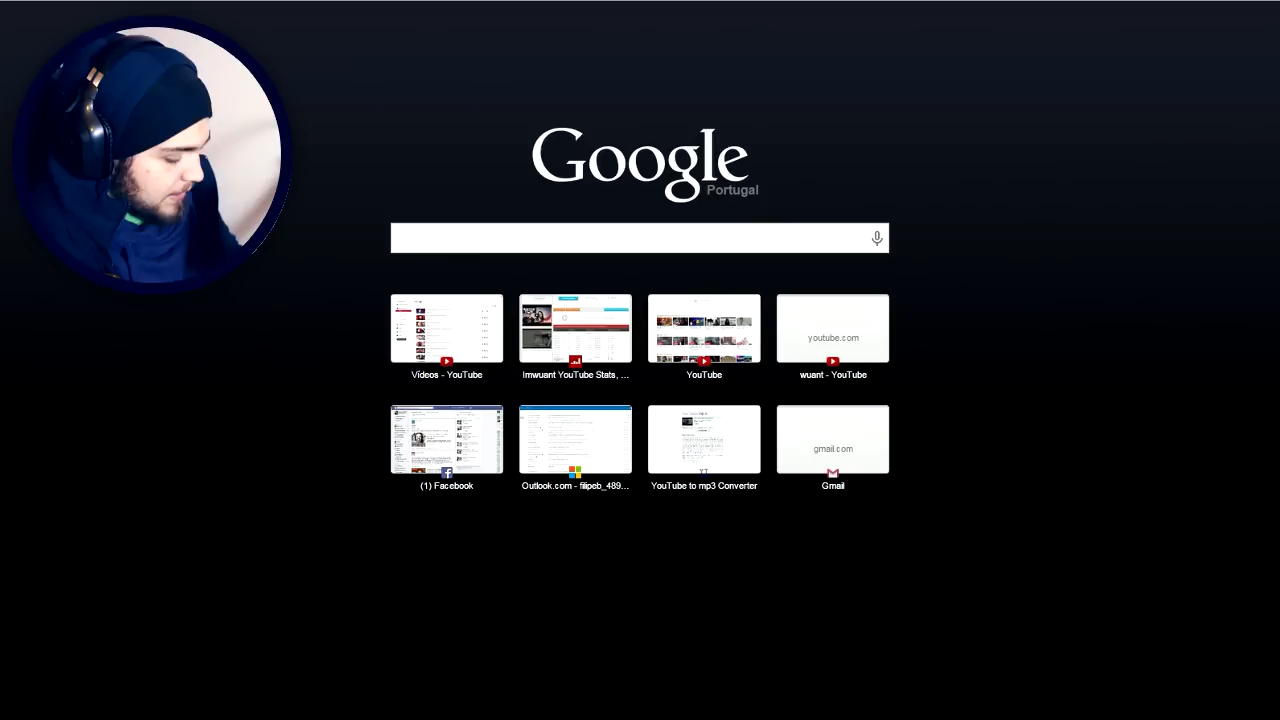 Google
Portugal
youtube.com
Vídeos - YouTube
Imwuant YouTube Stats, ...
YouTube
wuant - YouTube
gmail.com
(1) Facebook
Outlook.com - filipeb_489...
YouTube to mp3 Converter
Gmail